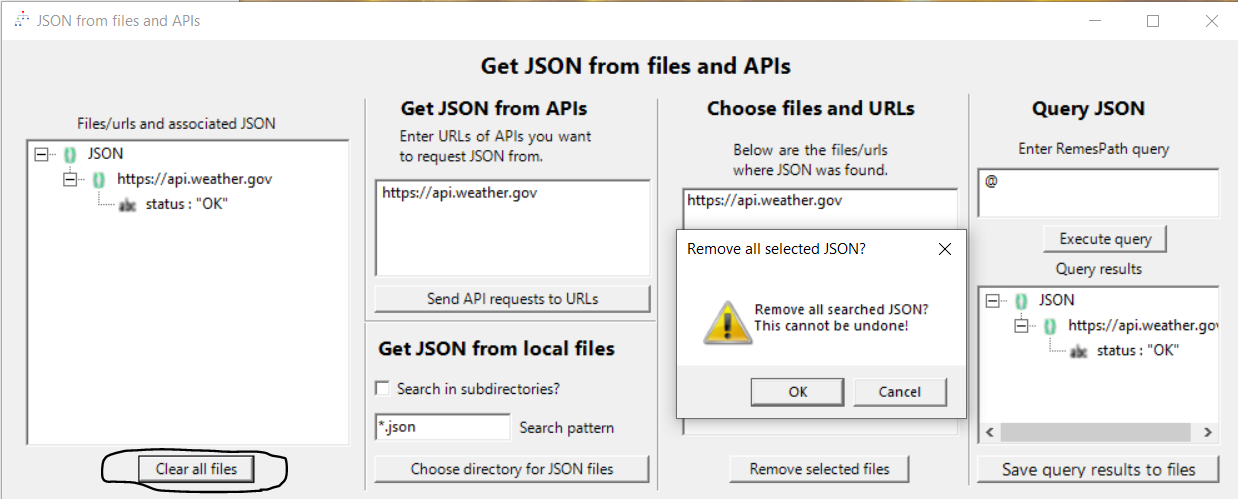 JSON from files and APIs
Get JSON from files and APIs
Files/urls and associated JSON
JSON
https://api.weather.gov
status : "OK"
Clear all files
Get JSON from APIs
Enter URLs of APIs you want
to request JSON from.
https://api.weather.gov
Send API requests to URLs
Get JSON from local files
Search in subdirectories?
*.json
Search pattern
Choose directory for JSON files
Choose files and URLs
Below are the files/urls
where JSON was found.
https://api.weather.gov
Remove all selected JSON?
Remove all searched JSON?
This cannot be undone!
OK
Cancel
Remove selected files
Query JSON
Enter RemesPath query
@
Execute query
Query results
JSON
https://api.weather.gov
status : "OK"
Save query results to files